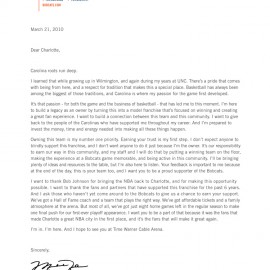 March 21, 2010
Dear Charlotte,
Carolina roots run deep.
I learned that while growing up in Wilmington, and again during my years at UNC. There's a pride that comes
with being from here, and a respect for tradition that makes this a special place. Basketball has always been
among the biggest of those traditions, and Carolina is where my passion for the game first developed.
It's that passion - for both the game and the business of basketball - that has led me to this moment. I'm here
to build a legacy as an owner by turning this into a model franchise that's focused on winning and creating
a great fan experience. I want to build a connection between this team and this community. I want to give
back to the people of the Carolinas who have supported me throughout my career. And I'm prepared to
invest the money, time and energy needed into making all those things happen.
Gaining this team is my number one priority. Earning your trust is my first step. I don't expect anyone to
blindly support this franchise, and I don't want anyone to do it just because I'm the owner. It's our responsibility
to earn our way in this community, and my staff and I will do that by putting a winning team on the floor,
making the experience at Bobcats games memorable, and being active in this community. I'll be bringing
plenty of ideas and resources to the table, but I'm also here to listen. Your feedback is important to me because
at the end of the day, this is your team too, and I want you to be a proud supporter of the Bobcats.
I want to thank Bob Johnson for bringing the NBA back to Charlotte, and for making this opportunity
possible. I want to thank the fans and partners that have supported this franchise for the past 6 years.
And I ask those who haven't yet come around to the Bobcats to give us a chance to earn your support.
We've got a Hall of Fame coach and a team that plays the right way. We've got affordable tickets and a family
atmosphere at the arena. But most of all, we've got just eight home games left in the regular season to make
one final push for our first-ever playoff appearance. I want you to be a part of that because it was the fans that
made Charlotte a great NBA city in the first place, and it's the fans that will make it great again.
I'm in. I'm here. And I hope to see you at Time Warner Cable Arena.
Sincerely,